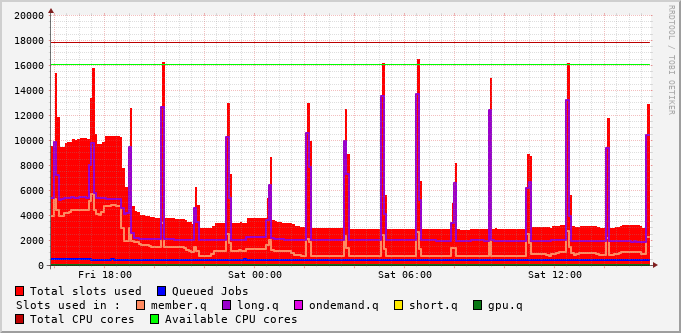 20000
18000
16000
14000
12000
10000
8000
6000
4000
2000
0
Fri 18:00 Sat 00:00 Sat 06:00 Sat 12:00
Total slots used Queued Jobs
Slots used in : member.q long.q ondemand.q short.q gpu.q
Total CPU cores Available CPU cores
RRDTOOL / TOBI OETIKER